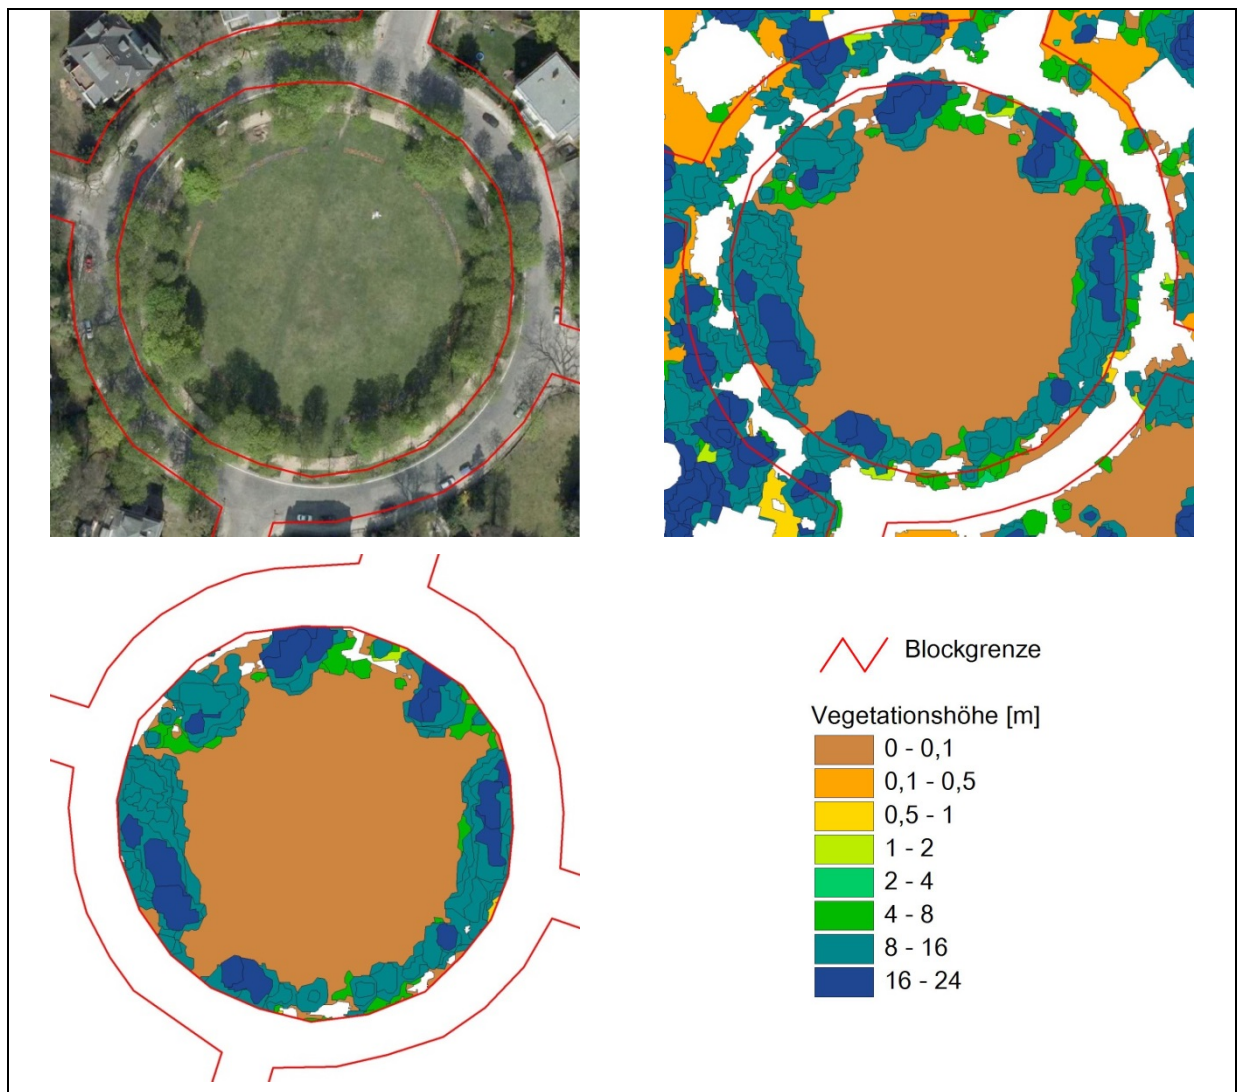 Blockgrenze
Vegetationshöhe [m]
0 - 0,1
0,1 - 0,5
0,5 - 1
1 - 2
2 - 4
4 - 8
8 - 16
16 - 24